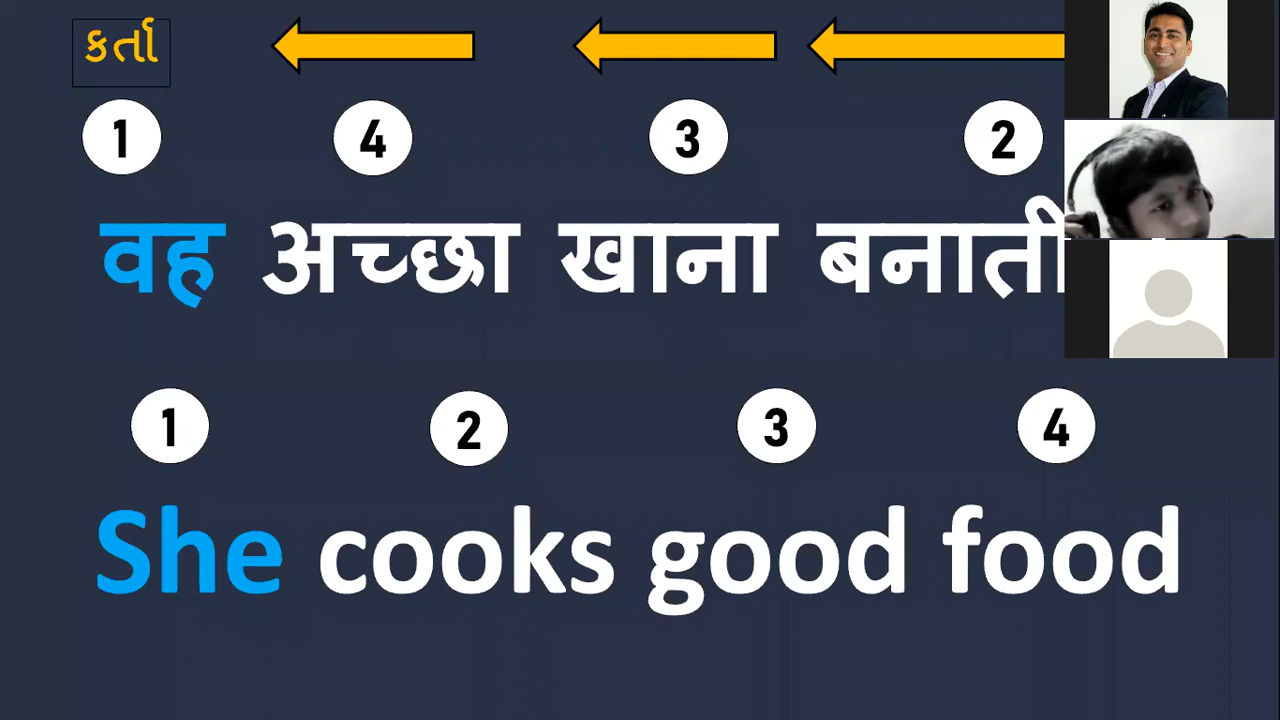 કર્તા
1 4 3 2
वह अच्छा खाना बनाती
1 2 3 4
She cooks good food